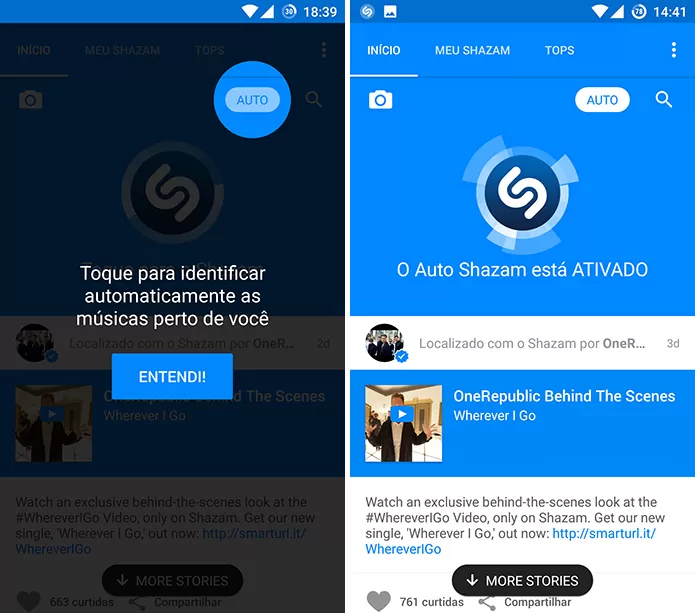 30 18:39
INÍCIO MEU SHAZAM TOPS
AUTO
Toque para identificar
automaticamente as
músicas perto de você
Localizado com o Shazam por OneR... 2d
ENTENDI!
OneRepublic Behind The Scenes
Wherever I Go
Watch an exclusive behind-the-scenes look at the
#WhereverIGo Video, only on Shazam. Get our new
single, 'Wherever I Go,' out now: http://smarturl.it/
WhereverIGo
MORE STORIES
663 curtidas Compartilhar
78 14:41
INÍCIO MEU SHAZAM TOPS
AUTO
O Auto Shazam está ATIVADO
Localizado com o Shazam por OneR... 3d
OneRepublic Behind The Scenes
Wherever I Go
Watch an exclusive behind-the-scenes look at the
#WhereverIGo Video, only on Shazam. Get our new
single, 'Wherever I Go,' out now: http://smarturl.it/
WhereverIGo
MORE STORIES
761 curtidas Compartilhar